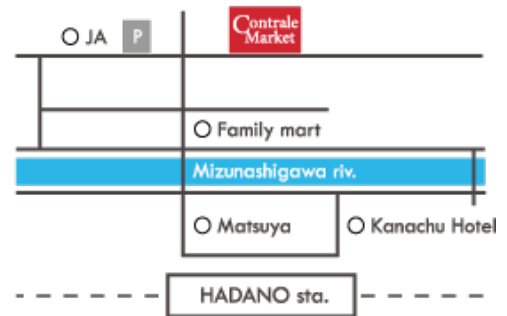 JA
P
Contrale
Market
Family mart
Mizunashigawa riv.
Matsuya
Kanachu Hotel
HADANO sta.